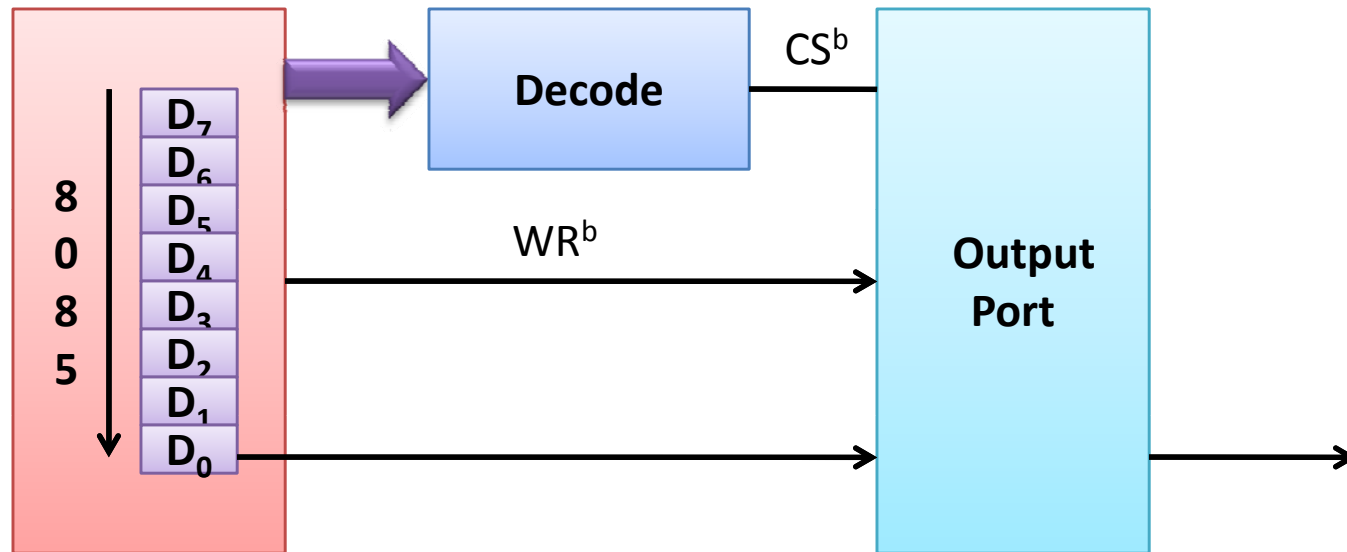 8
0
8
5
D₇
D₆
D₅
D₄
D₃
D₂
D₁
D₀
Decode
CSᵇ
WRᵇ
Output
Port